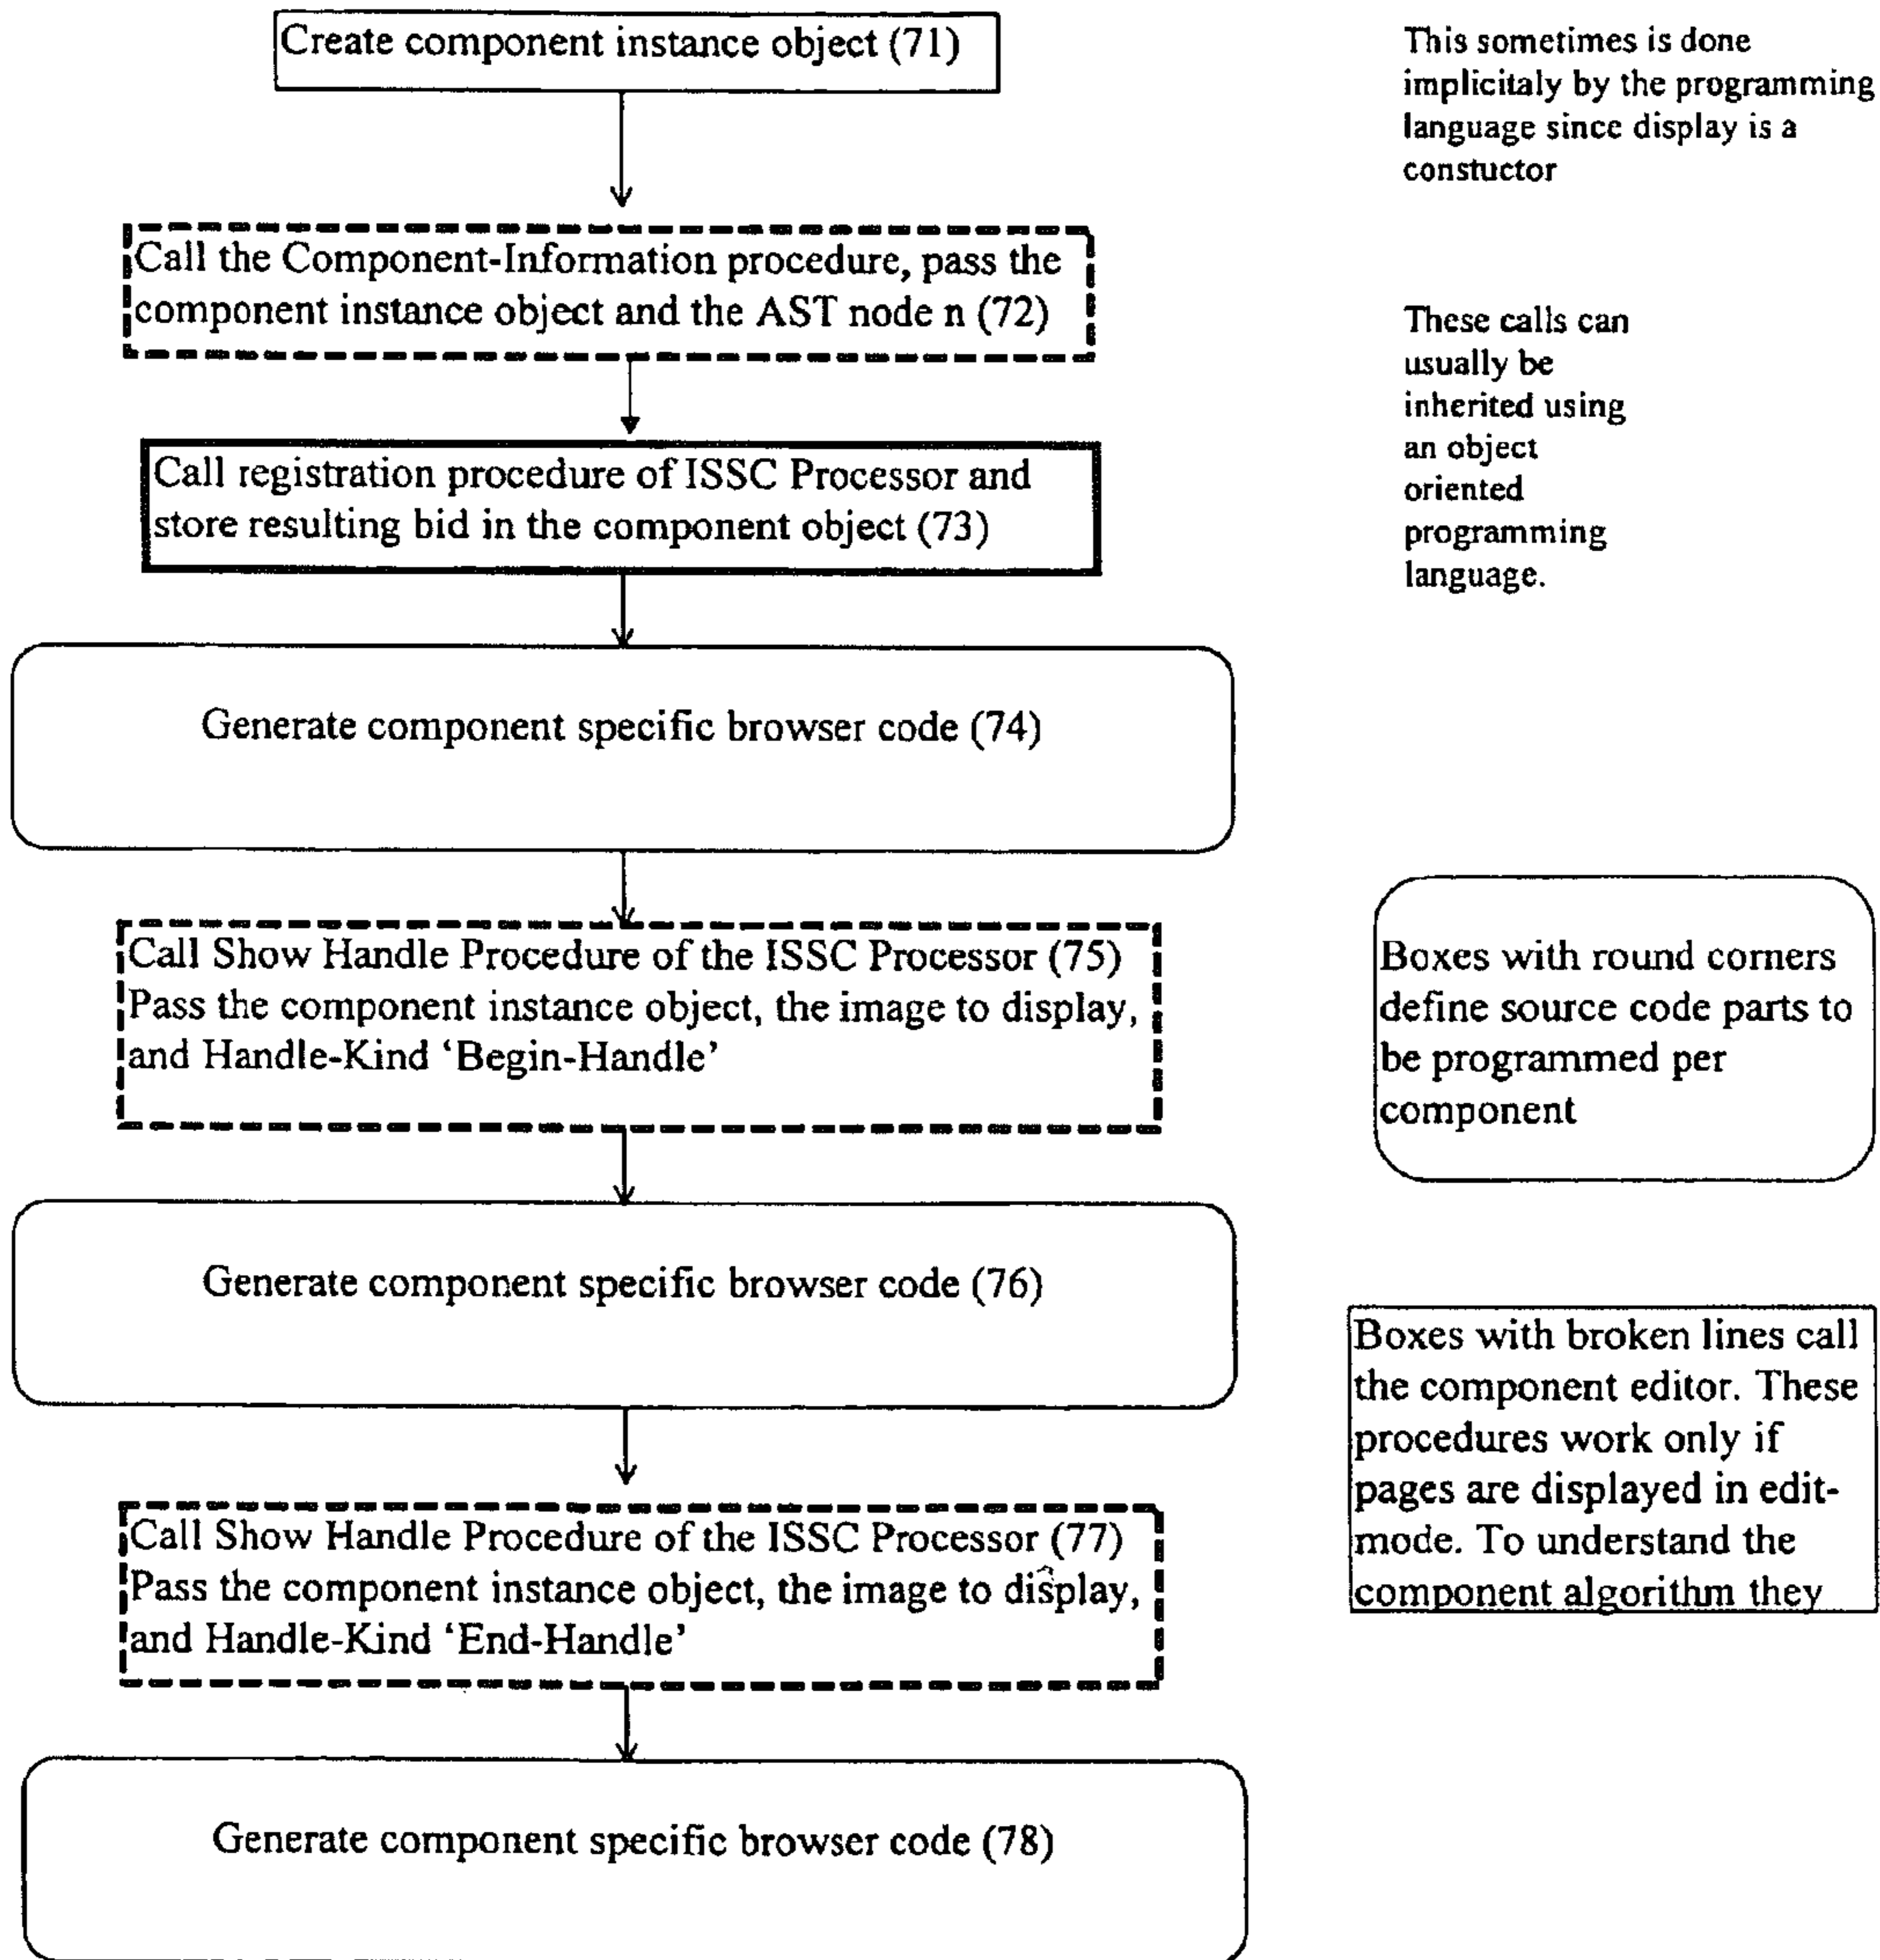 Create component instance object (71)
This sometimes is done
implicitaly by the programming
language since display is a
constuctor
Call the Component-Information procedure, pass the
component instance object and the AST node n (72)
These calls can
usually be
inherited using
an object
oriented
programming
language.
Call registration procedure of ISSC Processor and
store resulting bid in the component object (73)
Generate component specific browser code (74)
Call Show Handle Procedure of the ISSC Processor (75)
Pass the component instance object, the image to display,
and Handle-Kind ‘Begin-Handle’
Boxes with round corners
define source code parts to
be programmed per
component
Generate component specific browser code (76)
Boxes with broken lines call
the component editor. These
procedures work only if
pages are displayed in edit-
mode. To understand the
component algorithm they
Call Show Handle Procedure of the ISSC Processor (77)
Pass the component instance object, the image to display,
and Handle-Kind ‘End-Handle’
Generate component specific browser code (78)